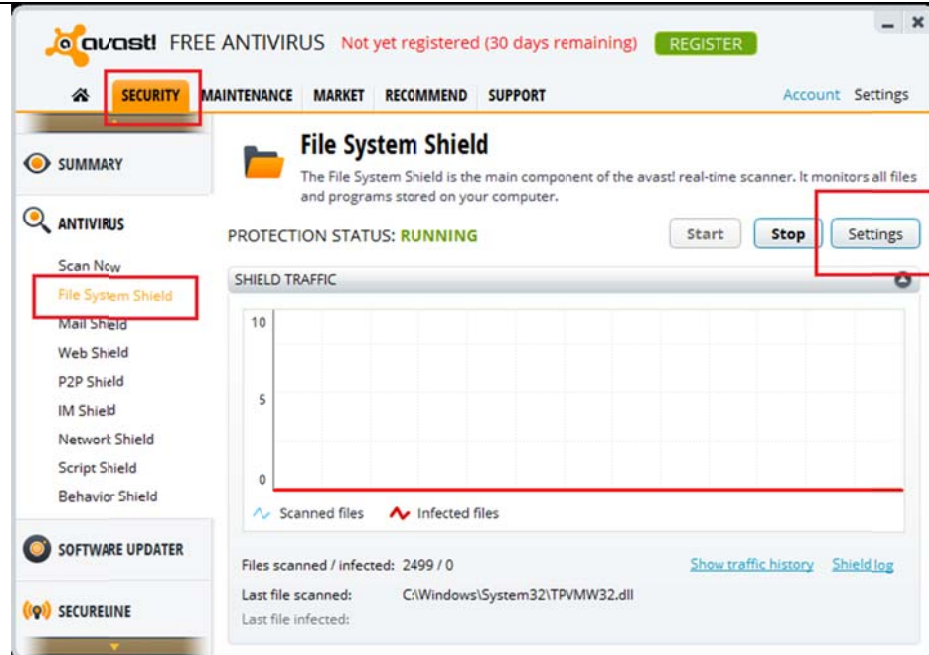 avast! FREE ANTIVIRUS Not yet registered (30 days remaining) REGISTER
SECURITY MAINTENANCE MARKET RECOMMEND SUPPORT Account Settings
SUMMARY
ANTIVIRUS
Scan Now
File System Shield
Mail Shield
Web Shield
P2P Shield
IM Shield
Network Shield
Script Shield
Behavior Shield
SOFTWARE UPDATER
SECURELINE
File System Shield
The File System Shield is the main component of the avast! real-time scanner. It monitors all files
and programs stored on your computer.
PROTECTION STATUS: RUNNING Start Stop Settings
SHIELD TRAFFIC
10
5
0
Scanned files Infected files
Files scanned / infected: 2499 / 0 Show traffic history Shield log
Last file scanned: C:\Windows\System32\TPVMW32.dll
Last file infected: